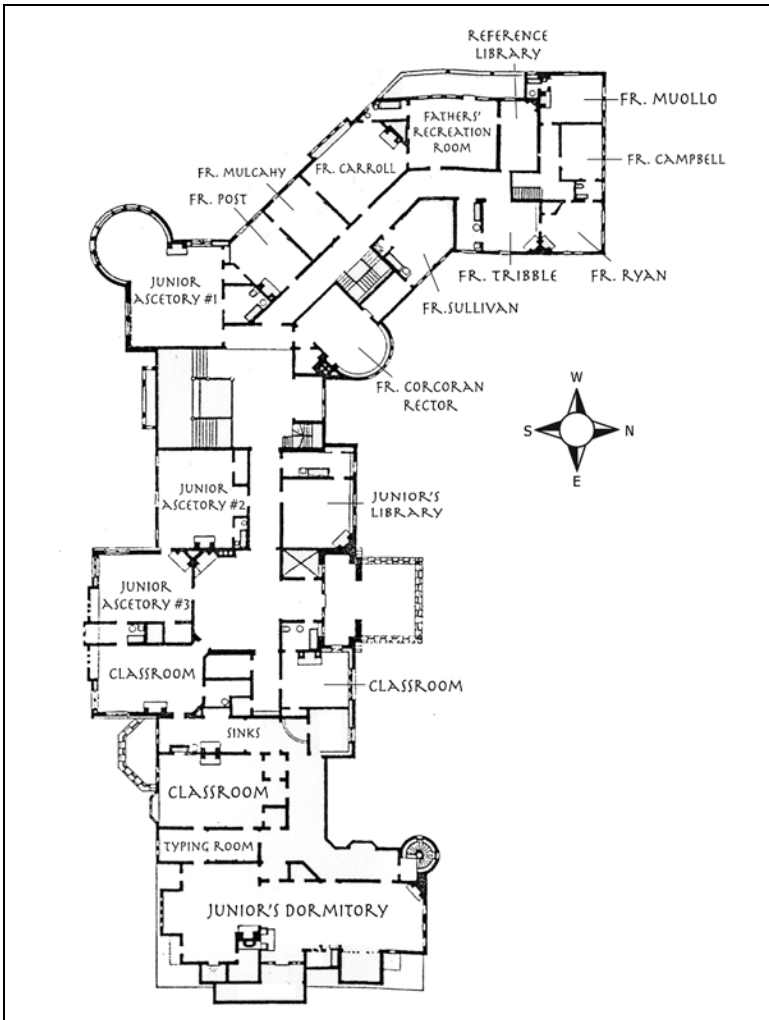 REFERENCE
LIBRARY
FR. MUOLLO
FATHERS'
RECREATION
ROOM
FR. CAMPBELL
FR. CARROLL
FR. MULCAHY
FR. POST
FR. TRIBBLE
FR. RYAN
FR.SULLIVAN
JUNIOR
ASCETORY #1
FR. CORCORAN
RECTOR
W
S
N
E
JUNIOR
ASCETORY #2
JUNIOR'S
LIBRARY
JUNIOR
ASCETORY #3
CLASSROOM
CLASSROOM
SINKS
CLASSROOM
TYPING ROOM
JUNIOR'S DORMITORY